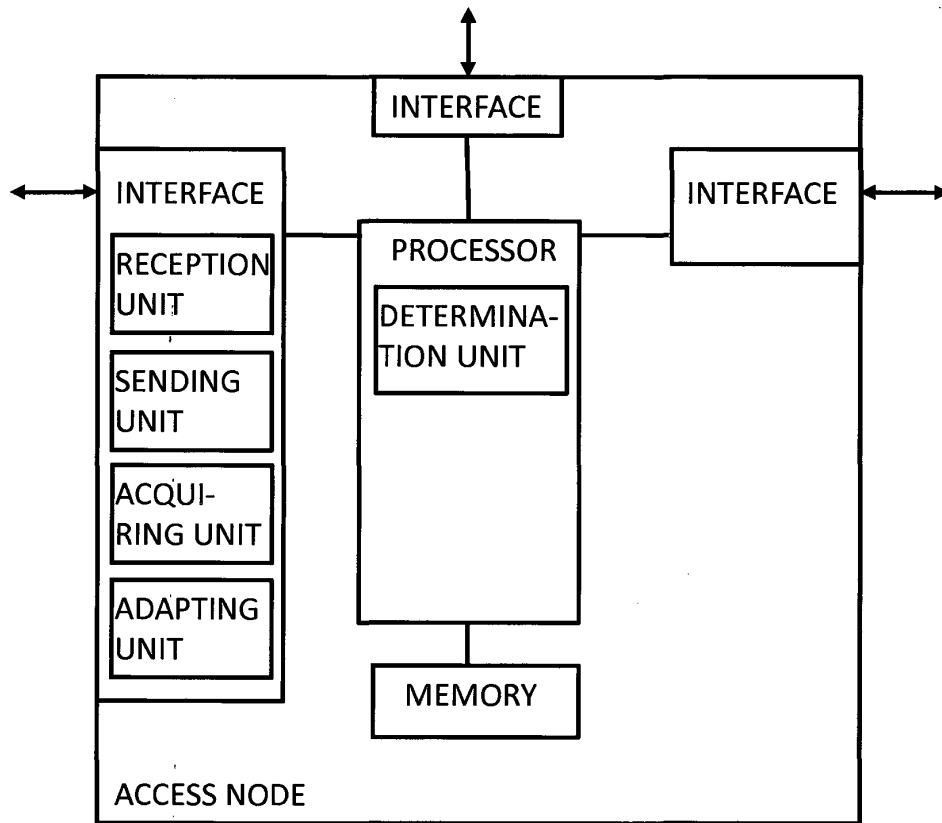 INTERFACE
INTERFACE
RECEPTION
UNIT
SENDING
UNIT
ACQUI-
RING UNIT
ADAPTING
UNIT
PROCESSOR
DETERMINA-
TION UNIT
MEMORY
INTERFACE
ACCESS NODE